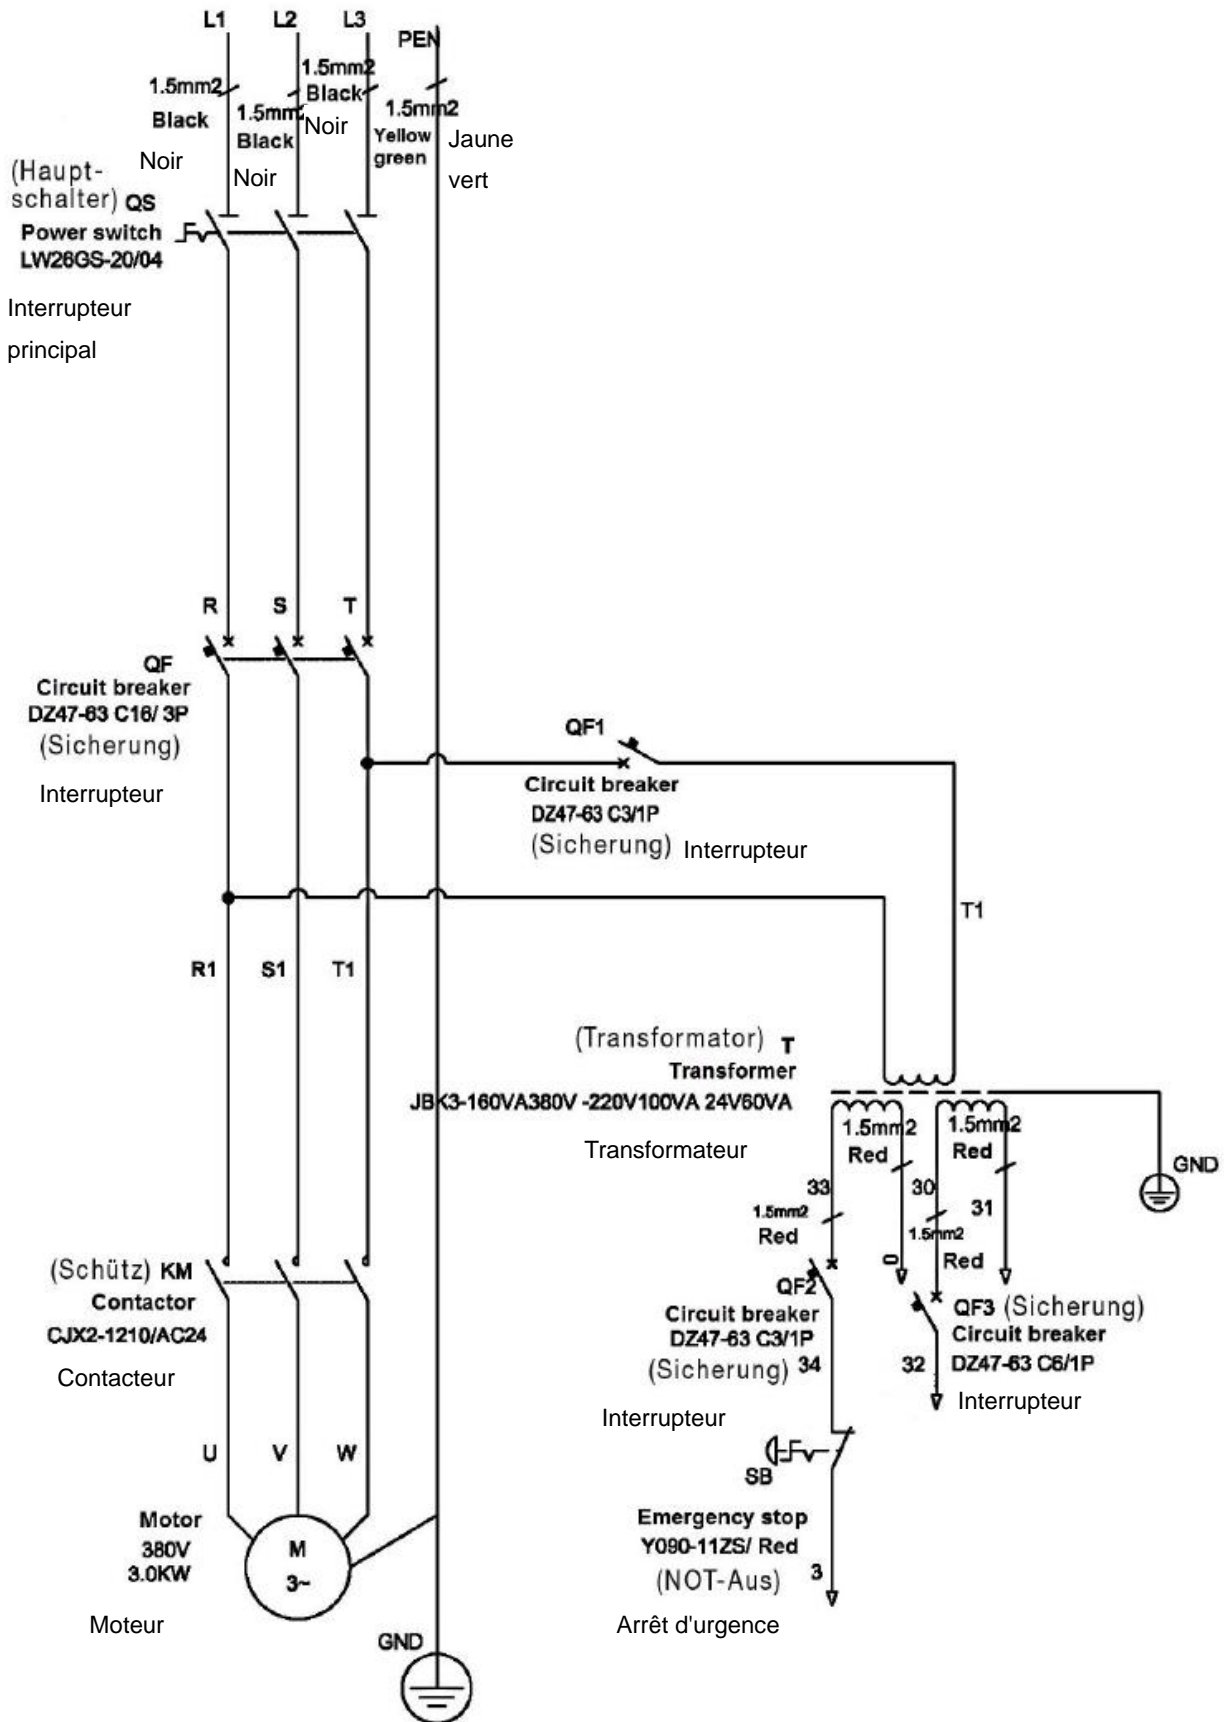 L1 L2 L3
PEN
1.5mm2
1.5mm2
Black
1.5mm2
1.5mm2
Black
Noir
Black
Yellow
green
Jaune
vert
Noir
Noir
(Haupt-
schalter) QS
Power switch
LW26GS-20/04
Interrupteur
principal
R S T
QF
Circuit breaker
DZ47-63 C16/ 3P
(Sicherung)
Interrupteur
QF1
Circuit breaker
DZ47-63 C3/1P
(Sicherung) Interrupteur
T1
R1 S1 T1
(Transformator) T
Transformer
JBK3-160VA380V -220V100VA 24V60VA
Transformateur
1.5mm2
Red
1.5mm2
Red
GND
33
30
31
1.5mm2
Red
1.5mm2
Red
0
(Schütz) KM
Contactor
CJX2-1210/AC24
Contacteur
QF2
Circuit breaker
DZ47-63 C3/1P
(Sicherung) 34
Interrupteur
QF3 (Sicherung)
Circuit breaker
32 DZ47-63 C6/1P
Interrupteur
U V W
SB
Emergency stop
Y090-11ZS/ Red
(NOT-Aus)
3
Arrêt d'urgence
Motor
380V
3.0KW
M
3~
Moteur
GND